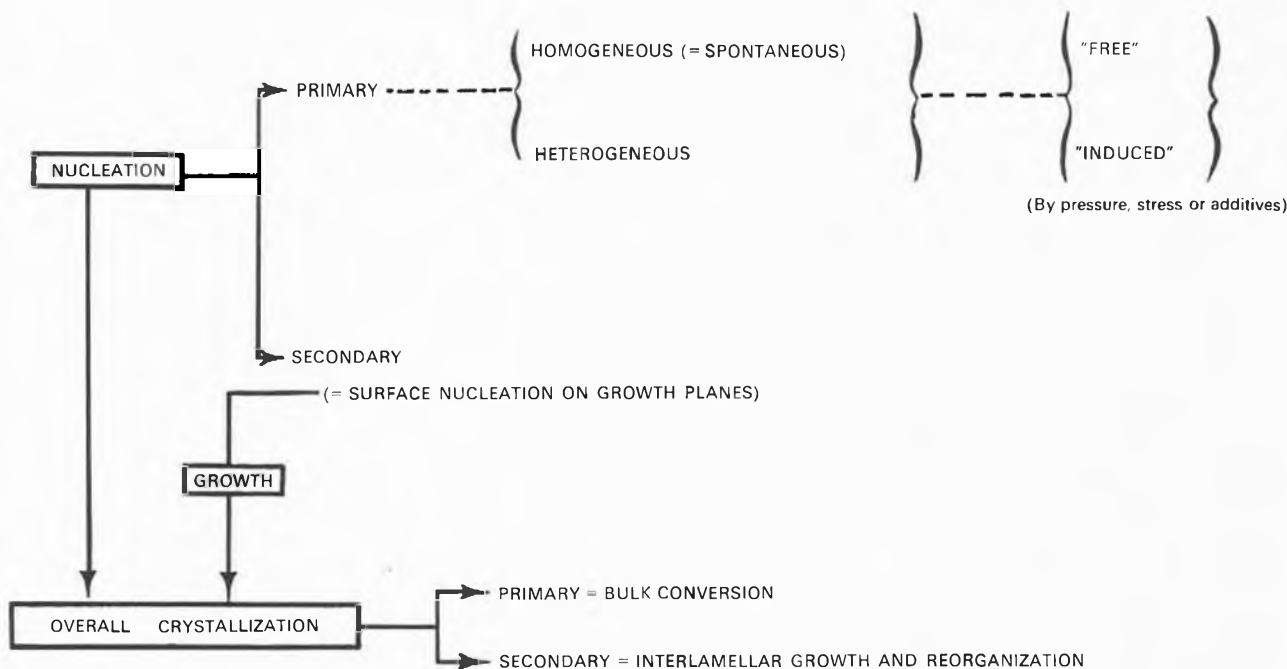 HOMOGENEOUS (= SPONTANEOUS)
"FREE"
PRIMARY
HETEROGENEOUS
"INDUCED"
NUCLEATION
(By pressure, stress or additives)
SECONDARY
(= SURFACE NUCLEATION ON GROWTH PLANES)
GROWTH
PRIMARY = BULK CONVERSION
OVERALL CRYSTALLIZATION
SECONDARY = INTERLAMELLAR GROWTH AND REORGANIZATION